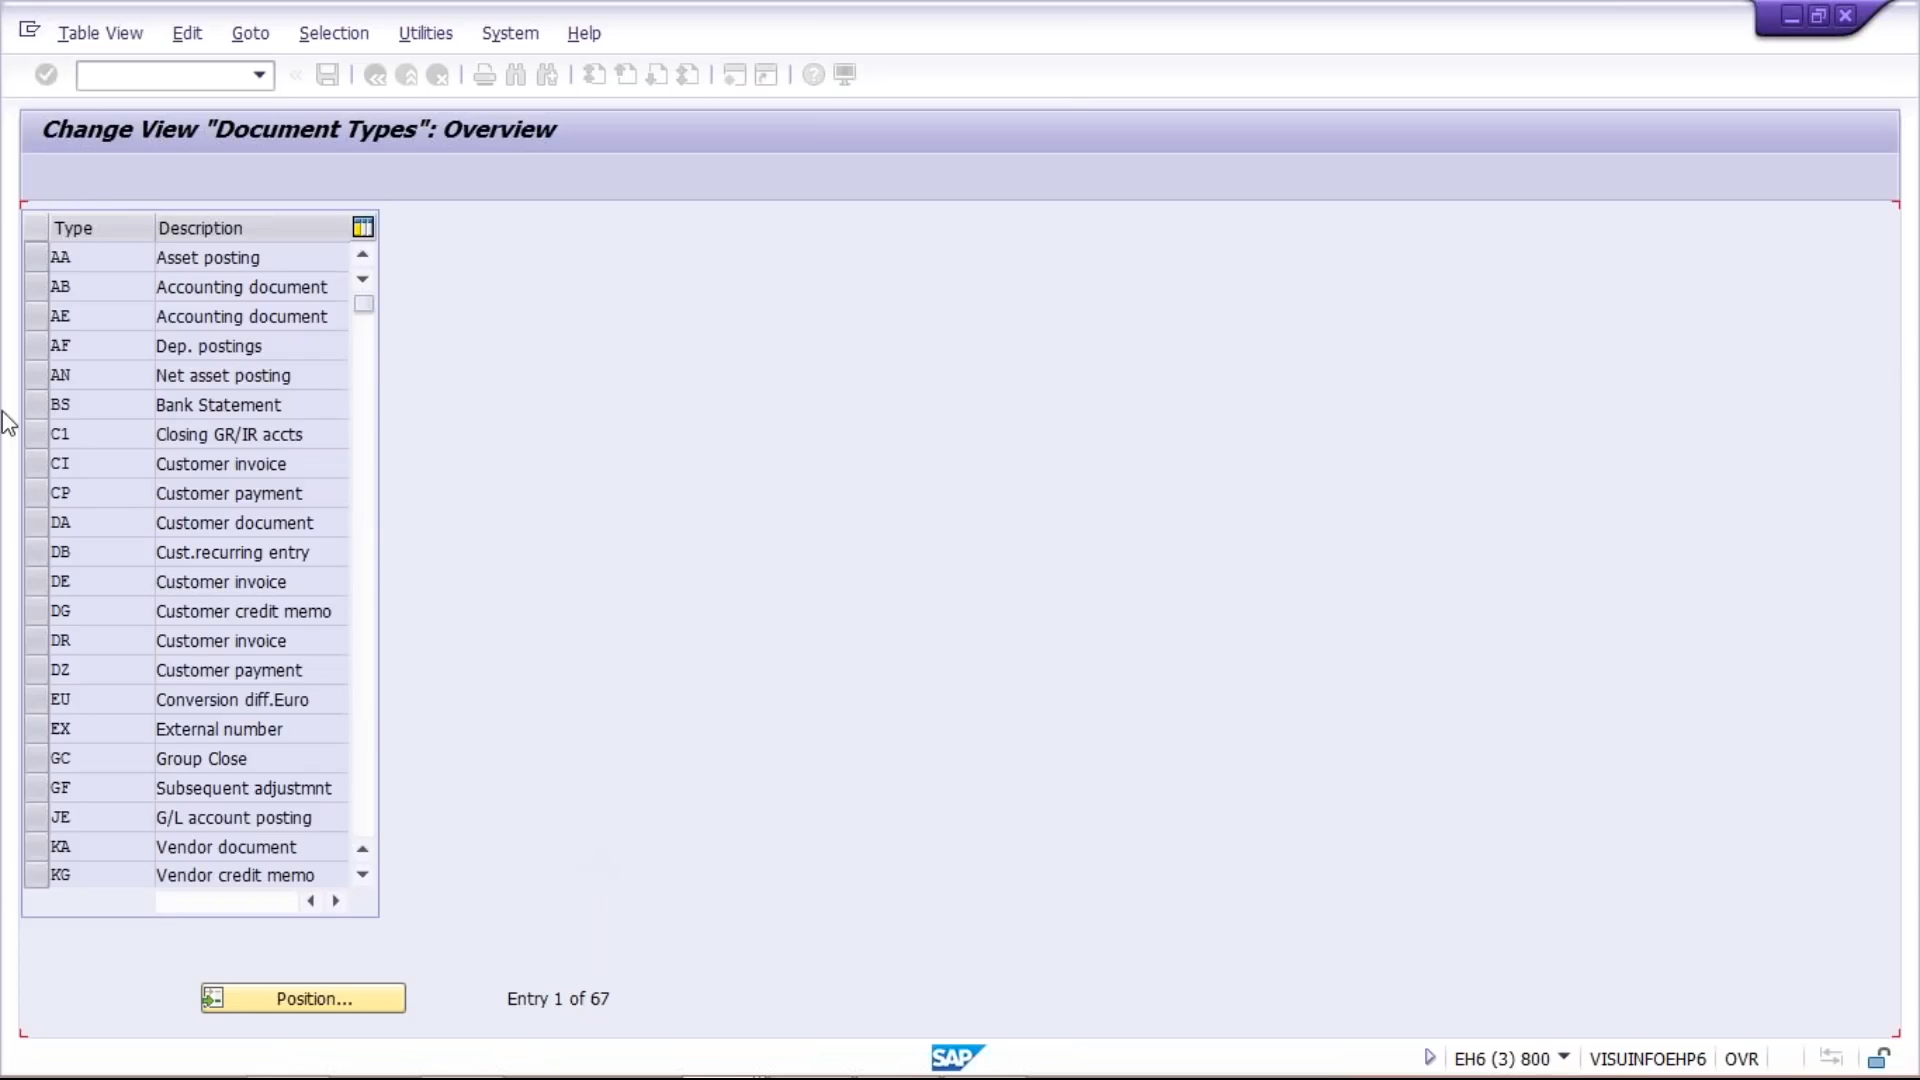 Table View Edit Goto Selection Utilities System Help
Change View "Document Types": Overview
Type Description
AA Asset posting
AB Accounting document
AE Accounting document
AF Dep. postings
AN Net asset posting
BS Bank Statement
C1 Closing GR/IR accts
CI Customer invoice
CP Customer payment
DA Customer document
DB Cust.recurring entry
DE Customer invoice
DG Customer credit memo
DR Customer invoice
DZ Customer payment
EU Conversion diff.Euro
EX External number
GC Group Close
GF Subsequent adjustmnt
JE G/L account posting
KA Vendor document
KG Vendor credit memo
Position... Entry 1 of 67
SAP EH6 (3) 800 VISUINFOEHP6 OVR